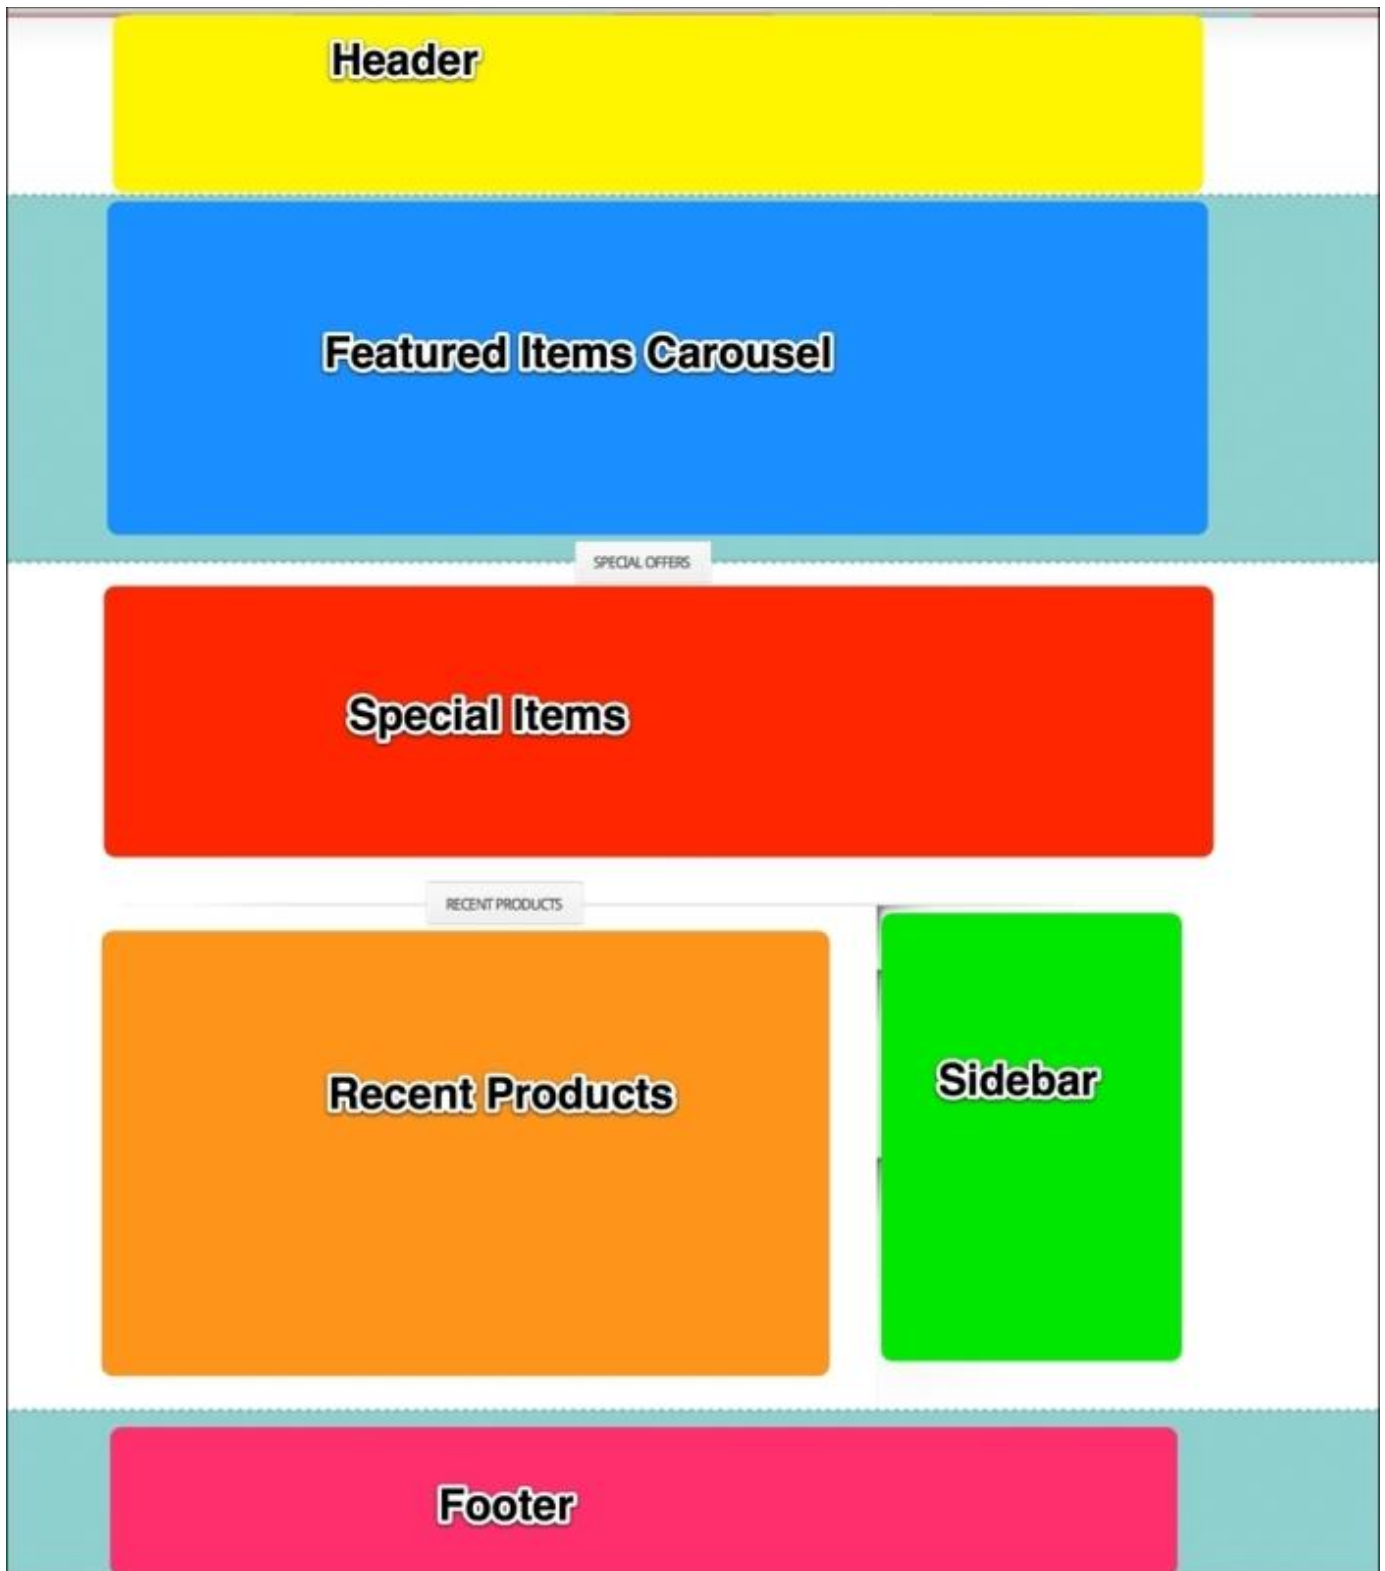 Header
Featured Items Carousel
SPECIAL OFFERS
Special Items
RECENT PRODUCTS
Recent Products
Sidebar
Footer